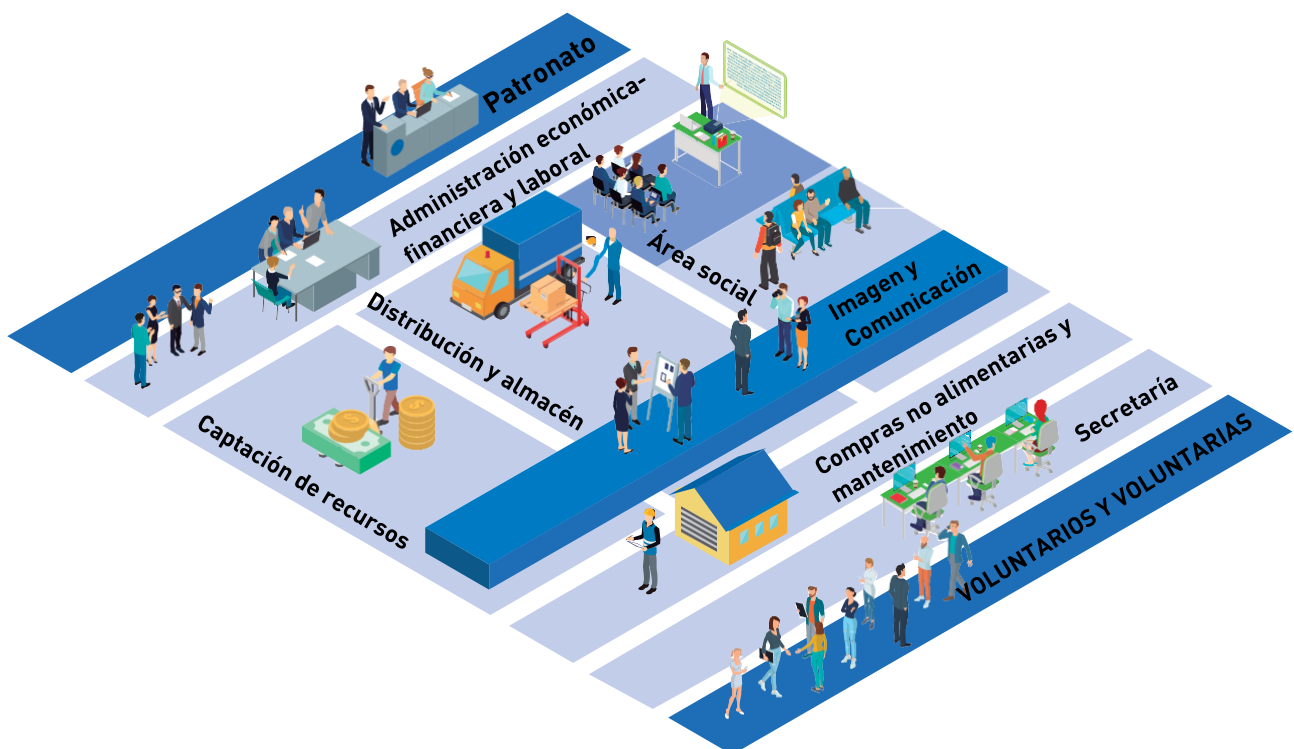 Patronato
Administración económica-
financiera y laboral
Área social
Distribución y almacén
Captación de recursos
Imagen y
Comunicación
Compras no alimentarias y
mantenimiento
Secretaría
VOLUNTARIOS Y VOLUNTARIAS